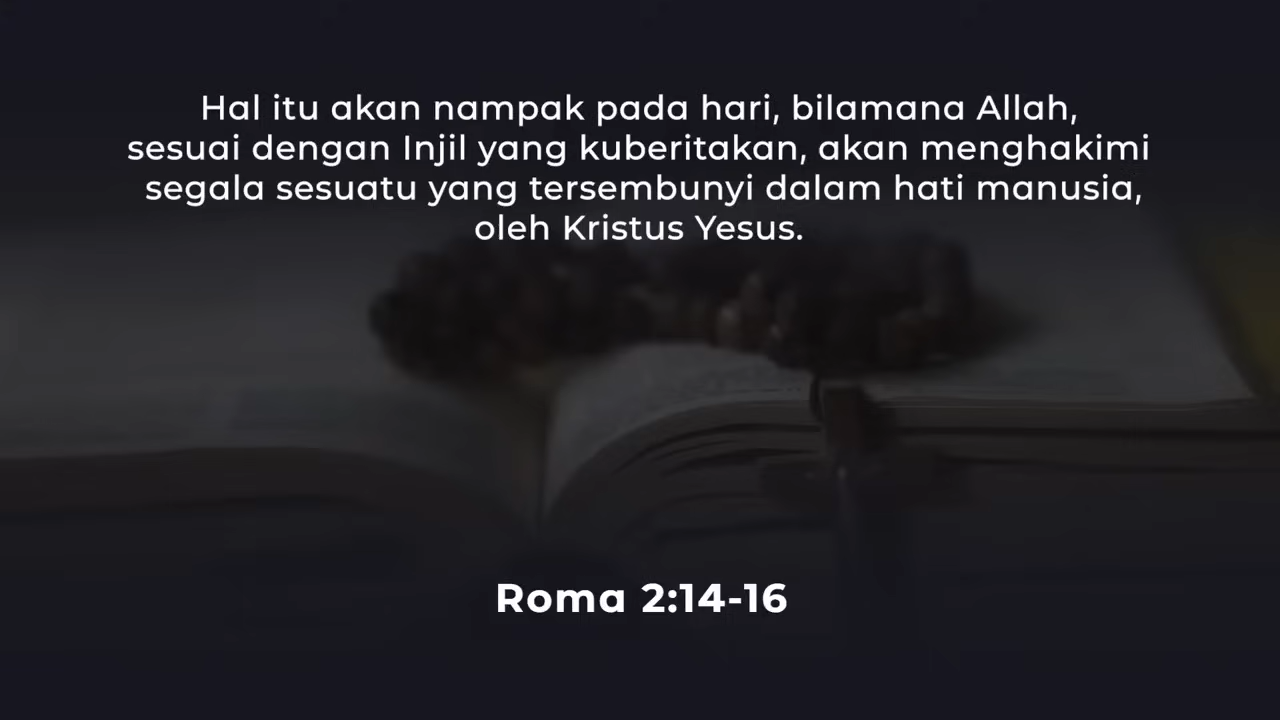 Hal itu akan nampak pada hari, bilamana Allah,
sesuai dengan Injil yang kuberitakan, akan menghakimi
segala sesuatu yang tersembunyi dalam hati manusia,
oleh Kristus Yesus.
Roma 2:14-16